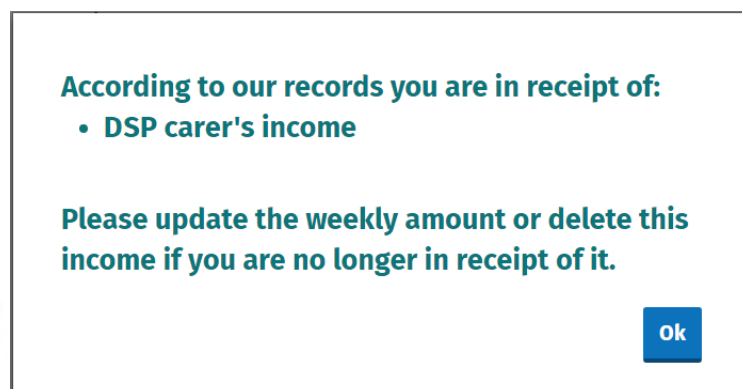 According to our records you are in receipt of:
• DSP carer's income
Please update the weekly amount or delete this
income if you are no longer in receipt of it.
Ok